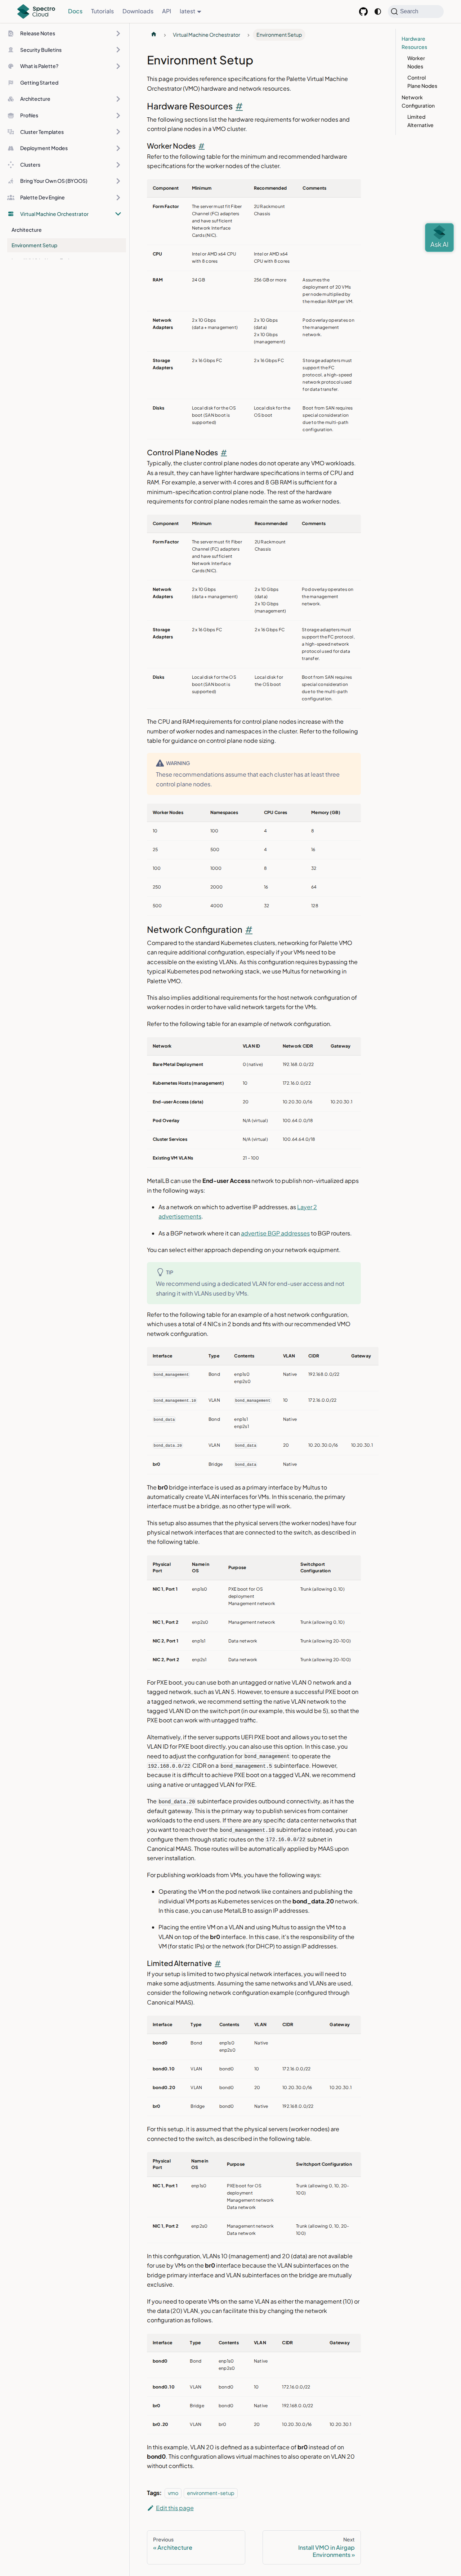 Spectro Cloud
Docs
Tutorials
Downloads
API
latest
Search
Release Notes
Security Bulletins
What is Palette?
Getting Started
Architecture
Profiles
Cluster Templates
Deployment Modes
Clusters
Bring Your Own OS (BYOOS)
Palette Dev Engine
Virtual Machine Orchestrator
Architecture
Environment Setup
Virtual Machine Orchestrator
Environment Setup
Hardware Resources
Worker Nodes
Control Plane Nodes
Network Configuration
Limited Alternative
Ask AI
Environment Setup
This page provides reference specifications for the Palette Virtual Machine
Orchestrator (VMO) hardware and network resources.
Hardware Resources #
The following sections list the hardware requirements for worker nodes and
control plane nodes in a VMO cluster.
Worker Nodes #
Refer to the following table for the minimum and recommended hardware
specifications for the worker nodes of the cluster.
Component Minimum Recommended Comments
Form Factor The server must fit Fiber Channel (FC) adapters and have sufficient Network Interface Cards (NIC). 2U Rackmount Chassis
CPU Intel or AMD x64 CPU with 8 cores Intel or AMD x64 CPU with 8 cores
RAM 24 GB 256 GB or more Assumes the deployment of 20 VMs per node multiplied by the median RAM per VM.
Network Adapters 2 x 10 Gbps (data + management) 2 x 10 Gbps (data) 2 x 10 Gbps (management) Pod overlay operates on the management network.
Storage Adapters 2 x 16 Gbps FC 2 x 16 Gbps FC Storage adapters must support the FC protocol, a high-speed network protocol used for data transfer.
Disks Local disk for the OS boot (SAN boot is supported) Local disk for the OS boot Boot from SAN requires special consideration due to the multi-path configuration.
Control Plane Nodes #
Typically, the cluster control plane nodes do not operate any VMO workloads.
As a result, they can have lighter hardware specifications in terms of CPU and
RAM. For example, a server with 4 cores and 8 GB RAM is sufficient for a
minimum-specification control plane node. The rest of the hardware
requirements for control plane nodes remain the same as worker nodes.
Component Minimum Recommended Comments
Form Factor The server must fit Fiber Channel (FC) adapters and have sufficient Network Interface Cards (NIC). 2U Rackmount Chassis
Network Adapters 2 x 10 Gbps (data + management) 2 x 10 Gbps (data) 2 x 10 Gbps (management) Pod overlay operates on the management network.
Storage Adapters 2 x 16 Gbps FC 2 x 16 Gbps FC Storage adapters must support the FC protocol, a high-speed network protocol used for data transfer.
Disks Local disk for the OS boot (SAN boot is supported) Local disk for the OS boot Boot from SAN requires special consideration due to the multi-path configuration.
The CPU and RAM requirements for control plane nodes increase with the
number of worker nodes and namespaces in the cluster. Refer to the following
table for guidance on control plane node sizing.
WARNING
These recommendations assume that each cluster has at least three
control plane nodes.
Worker Nodes Namespaces CPU Cores Memory (GB)
10 100 4 8
25 500 4 16
100 1000 8 32
250 2000 16 64
500 4000 32 128
Network Configuration #
Compared to the standard Kubernetes clusters, networking for Palette VMO
can require additional configuration, especially if your VMs need to be
accessible on the existing VLANs. As this configuration requires bypassing the
typical Kubernetes pod networking stack, we use Multus for networking in
Palette VMO.
This also implies additional requirements for the host network configuration of
worker nodes in order to have valid network targets for the VMs.
Refer to the following table for an example of network configuration.
Network VLAN ID Network CIDR Gateway
Bare Metal Deployment 0 (native) 192.168.0.0/22
Kubernetes Hosts (management) 10 172.16.0.0/22
End-user Access (data) 20 10.20.30.0/16 10.20.30.1
Pod Overlay N/A (virtual) 100.64.0.0/18
Cluster Services N/A (virtual) 100.64.64.0/18
Existing VM VLANs 21 - 100
MetalLB can use the End-user Access network to publish non-virtualized apps
in the following ways:
As a network on which to advertise IP addresses, as Layer 2
advertisements.
As a BGP network where it can advertise BGP addresses to BGP routers.
You can select either approach depending on your network equipment.
TIP
We recommend using a dedicated VLAN for end-user access and not
sharing it with VLANs used by VMs.
Refer to the following table for an example of a host network configuration,
which uses a total of 4 NICs in 2 bonds and fits with our recommended VMO
network configuration.
Interface Type Contents VLAN CIDR Gateway
bond_management Bond enp1s0 enp2s0 Native 192.168.0.0/22
bond_management.10 VLAN bond_management 10 172.16.0.0/22
bond_data Bond enp1s1 enp2s1 Native
bond_data.20 VLAN bond_data 20 10.20.30.0/16 10.20.30.1
br0 Bridge bond_data Native
The br0 bridge interface is used as a primary interface by Multus to
automatically create VLAN interfaces for VMs. In this scenario, the primary
interface must be a bridge, as no other type will work.
This setup also assumes that the physical servers (the worker nodes) have four
physical network interfaces that are connected to the switch, as described in
the following table.
Physical Port Name in OS Purpose Switchport Configuration
NIC 1, Port 1 enp1s0 PXE boot for OS deployment Management network Trunk (allowing 0, 10)
NIC 1, Port 2 enp2s0 Management network Trunk (allowing 0, 10)
NIC 2, Port 1 enp1s1 Data network Trunk (allowing 20-100))
NIC 2, Port 2 enp2s1 Data network Trunk (allowing 20-100))
For PXE boot, you can use both an untagged or native VLAN 0 network and a
tagged network, such as VLAN 5. However, to ensure a successful PXE boot on
a tagged network, we recommend setting the native VLAN network to the
tagged VLAN ID on the switch port (in our example, this would be 5), so that the
PXE boot can work with untagged traffic.
Alternatively, if the server supports UEFI PXE boot and allows you to set the
VLAN ID for PXE boot directly, you can also use this option. In this case, you
need to adjust the configuration for bond_management to operate the
192.168.0.0/22 CIDR on a bond_management.5 subinterface. However,
because it is difficult to achieve PXE boot on a tagged VLAN, we recommend
using a native or untagged VLAN for PXE.
The bond_data.20 subinterface provides outbound connectivity, as it has the
default gateway. This is the primary way to publish services from container
workloads to the end users. If there are any specific data center networks that
you want to reach over the bond_management.10 subinterface instead, you can
configure them through static routes on the 172.16.0.0/22 subnet in
Canonical MAAS. Those routes will be automatically applied by MAAS upon
server installation.
For publishing workloads from VMs, you have the following ways:
Operating the VM on the pod network like containers and publishing the
individual VM ports as Kubernetes services on the bond_data.20 network.
In this case, you can use MetalLB to assign IP addresses.
Placing the entire VM on a VLAN and using Multus to assign the VM to a
VLAN on top of the br0 interface. In this case, it's the responsibility of the
VM (for static IPs) or the network (for DHCP) to assign IP addresses.
Limited Alternative #
If your setup is limited to two physical network interfaces, you will need to
make some adjustments. Assuming the same networks and VLANs are used,
consider the following network configuration example (configured through
Canonical MAAS).
Interface Type Contents VLAN CIDR Gateway
bond0 Bond enp1s0 enp2s0 Native
bond0.10 VLAN bond0 10 172.16.0.0/22
bond0.20 VLAN bond0 20 10.20.30.0/16 10.20.30.1
br0 Bridge bond0 Native 192.168.0.0/22
For this setup, it is assumed that the physical servers (worker nodes) are
connected to the switch, as described in the following table.
Physical Port Name in OS Purpose Switchport Configuration
NIC 1, Port 1 enp1s0 PXE boot for OS deployment Management network Data network Trunk (allowing 0, 10, 20-100)
NIC 1, Port 2 enp2s0 Management network Data network Trunk (allowing 0, 10, 20-100)
In this configuration, VLANs 10 (management) and 20 (data) are not available
for use by VMs on the br0 interface because the VLAN subinterfaces on the
bridge primary interface and VLAN subinterfaces on the bridge are mutually
exclusive.
If you need to operate VMs on the same VLAN as either the management (10) or
the data (20) VLAN, you can facilitate this by changing the network
configuration as follows.
Interface Type Contents VLAN CIDR Gateway
bond0 Bond enp1s0 enp2s0 Native
bond0.10 VLAN bond0 10 172.16.0.0/22
br0 Bridge bond0 Native 192.168.0.0/22
br0.20 VLAN br0 20 10.20.30.0/16 10.20.30.1
In this example, VLAN 20 is defined as a subinterface of br0 instead of on
bond0. This configuration allows virtual machines to also operate on VLAN 20
without conflicts.
Tags: vmo environment-setup
Edit this page
Previous
« Architecture
Next
Install VMO in Airgap
Environments »